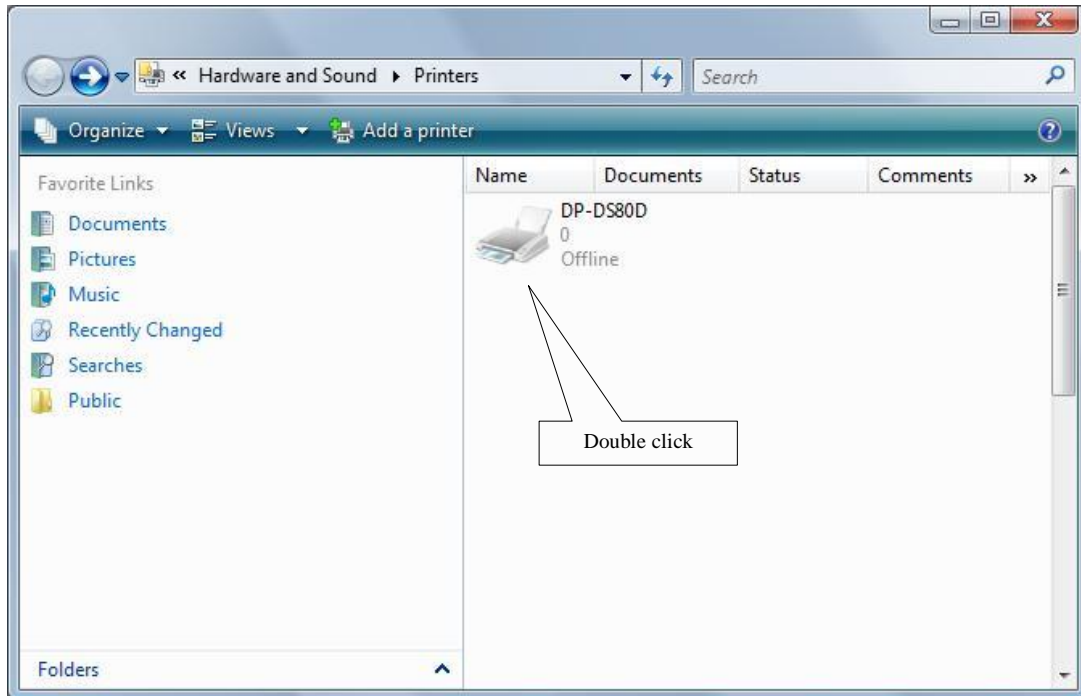 « Hardware and Sound Printers Search
Organize Views Add a printer
Favorite Links
Documents
Pictures
Music
Recently Changed
Searches
Public
Folders
Name Documents Status Comments »
DP-DS80D
0
Offline
Double click